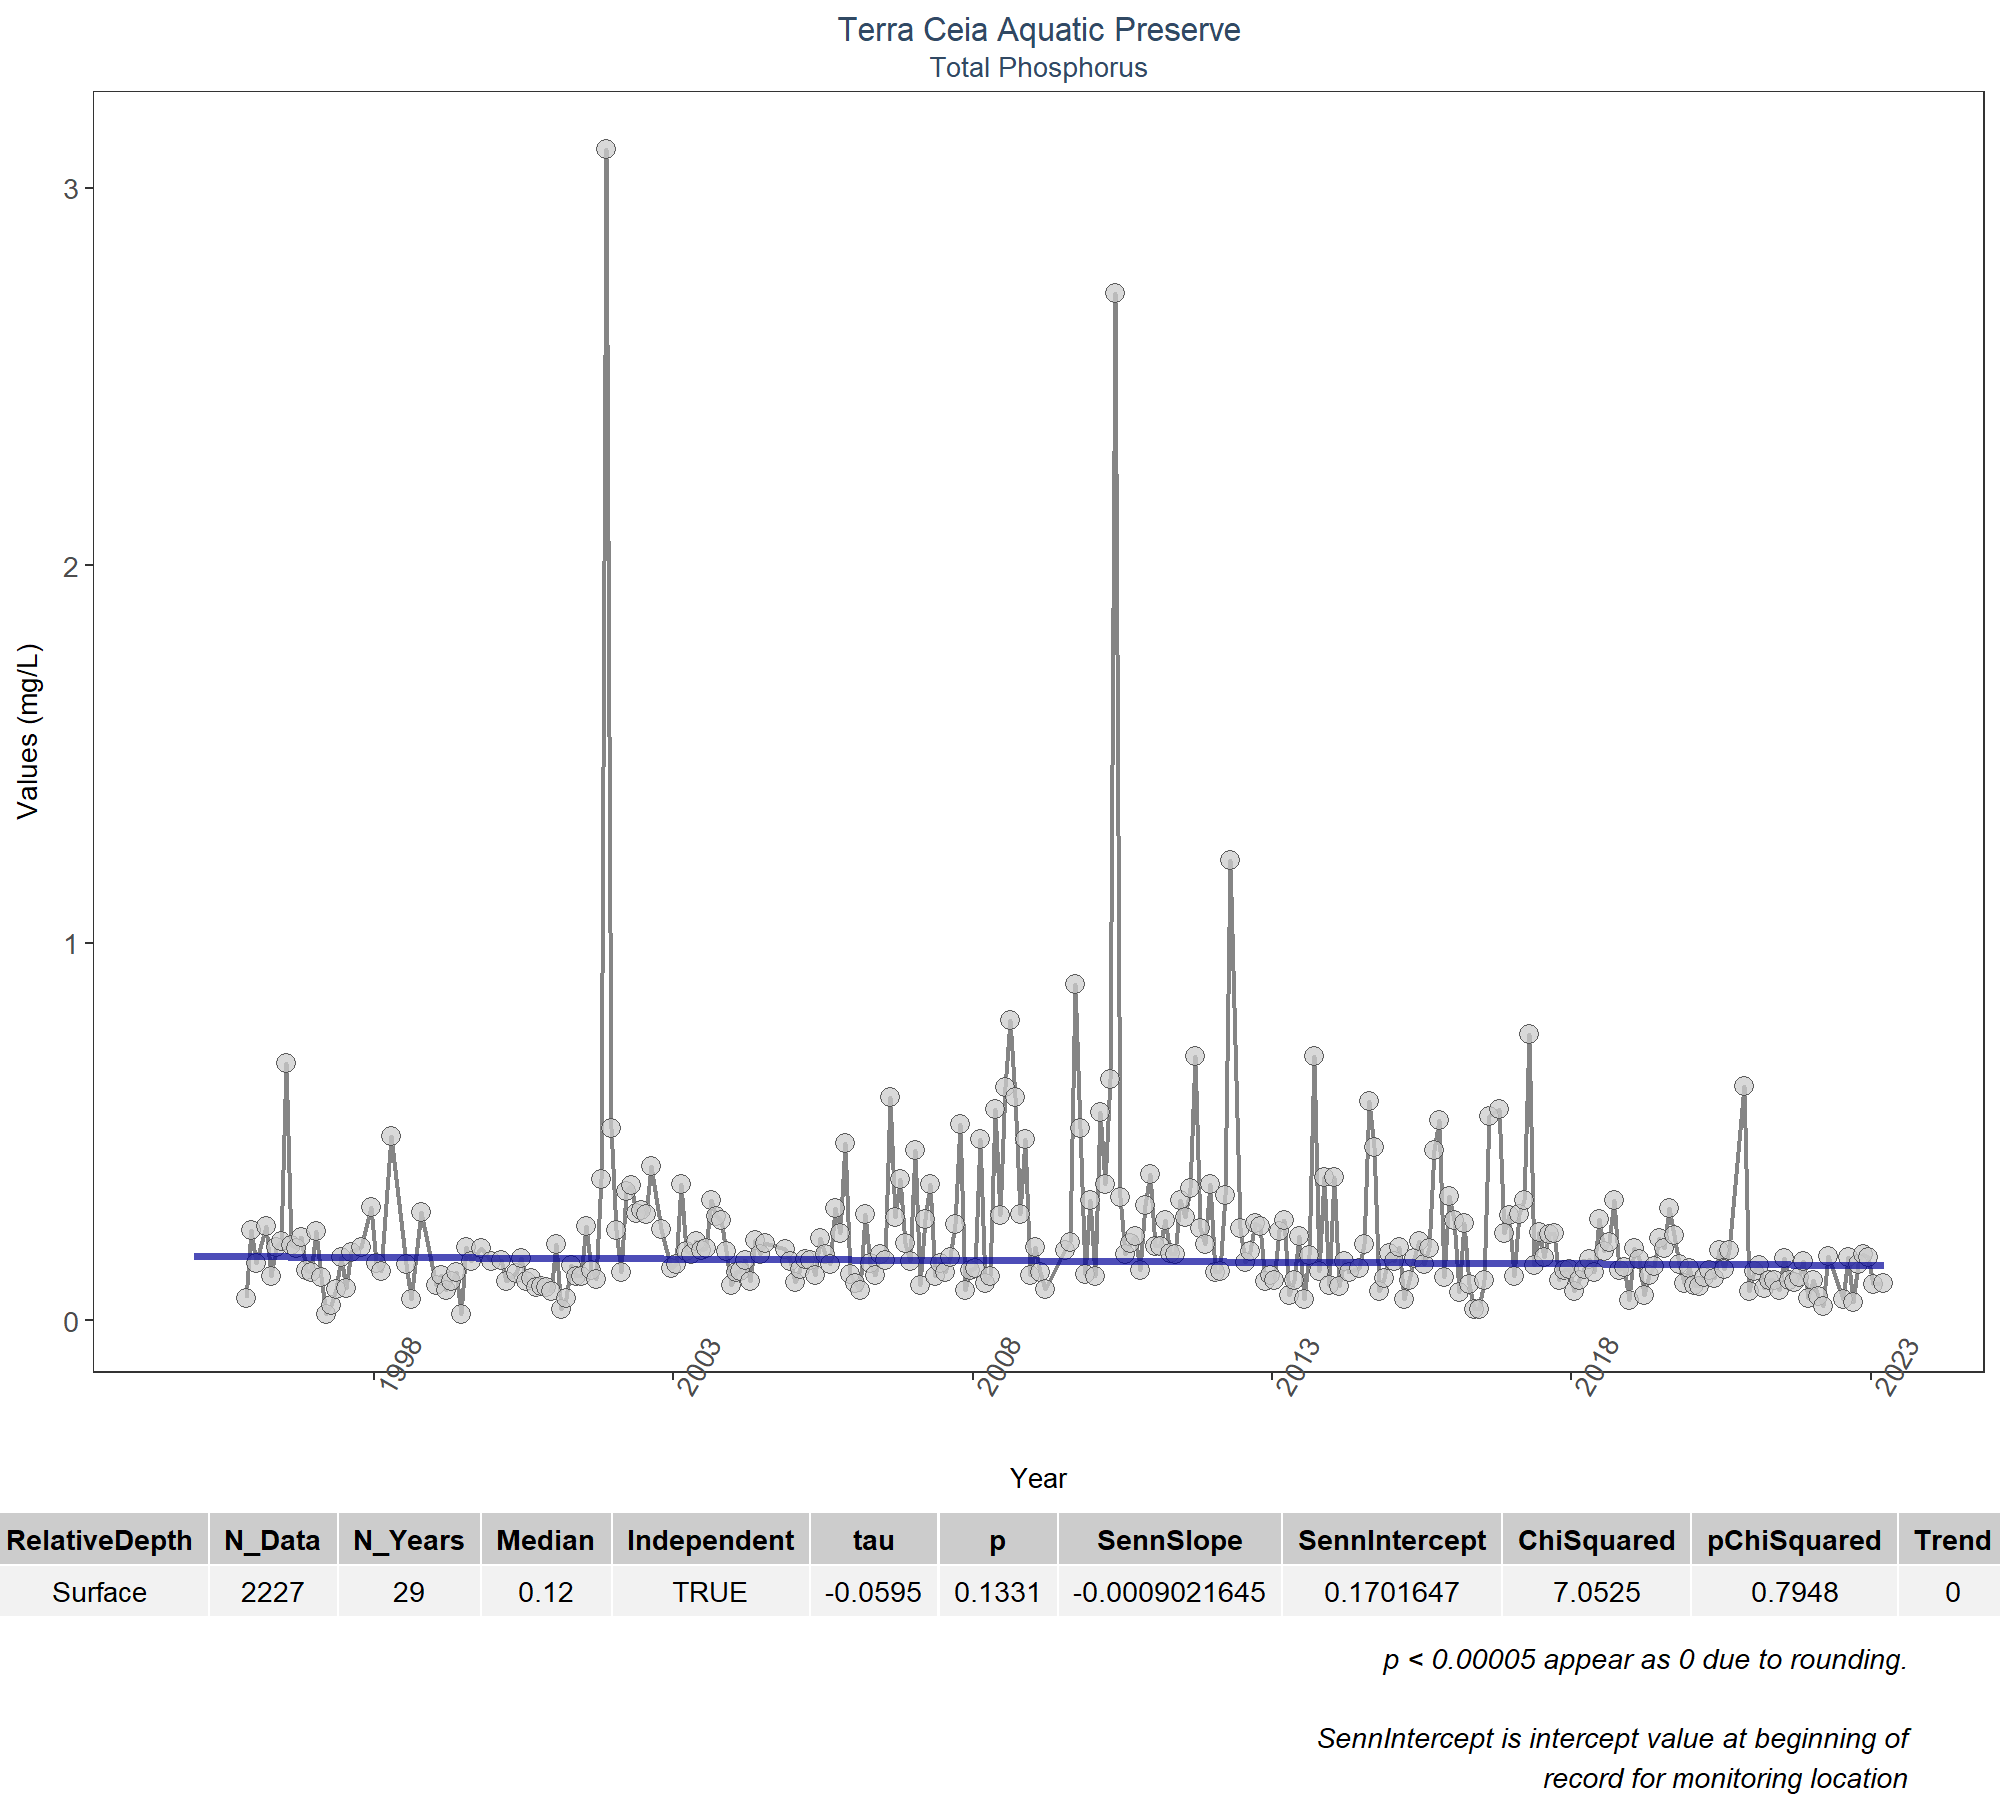 Terra Ceia Aquatic Preserve
Total Phosphorus
Values (mg/L)
3
2
1
0
1998 2003 2008 2013 2018 2023
Year
RelativeDepth N_Data N_Years Median Independent tau p SennSlope SennIntercept ChiSquared pChiSquared Trend
Surface 2227 29 0.12 TRUE -0.0595 0.1331 -0.0009021645 0.1701647 7.0525 0.7948 0
p < 0.00005 appear as 0 due to rounding.
SennIntercept is intercept value at beginning of
record for monitoring location